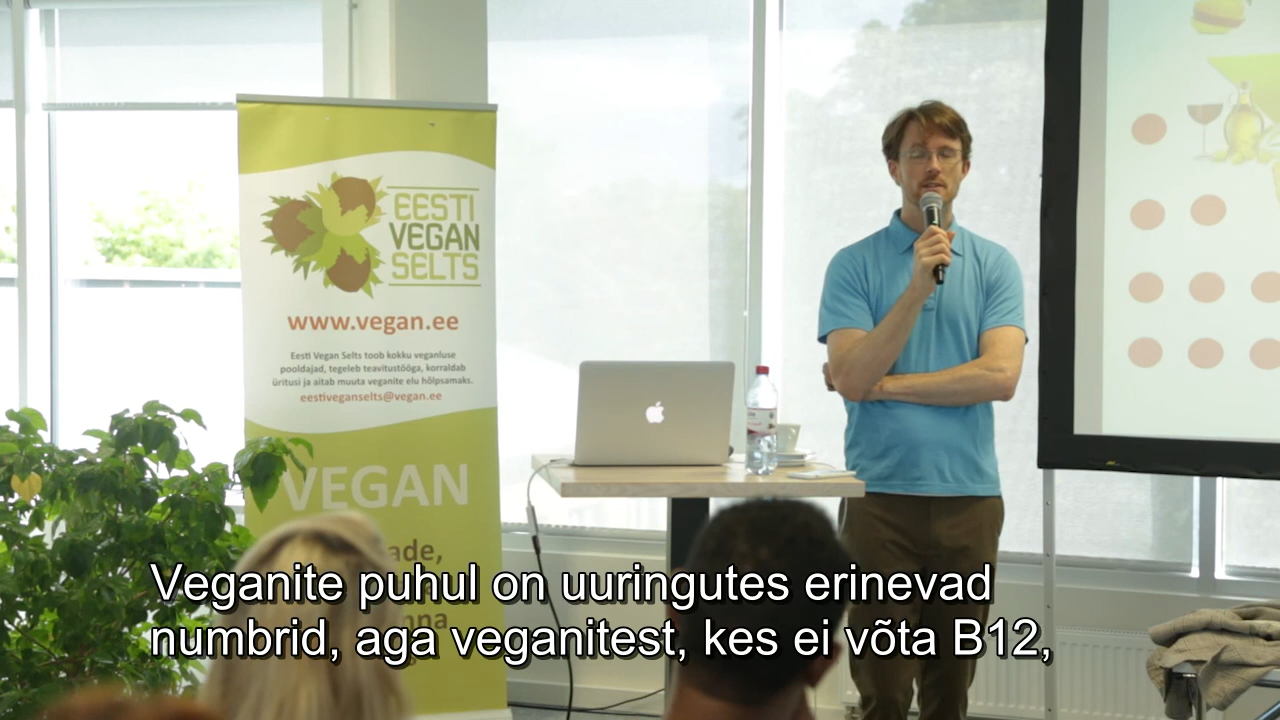 EESTI
VEGAN
SELTS
www.vegan.ee
Eesti Vegan Selts toob kokku veganluse
pooldajad, tegeleb teavitustööga, korraldab
üritusi ja aitab muuta veganite elu hõlpsamaks.
eestiveganselts@vegan.ee
VEGAN
Veganite puhul on uuringutes erinevad
numbrid, aga veganitest, kes ei võta B12,